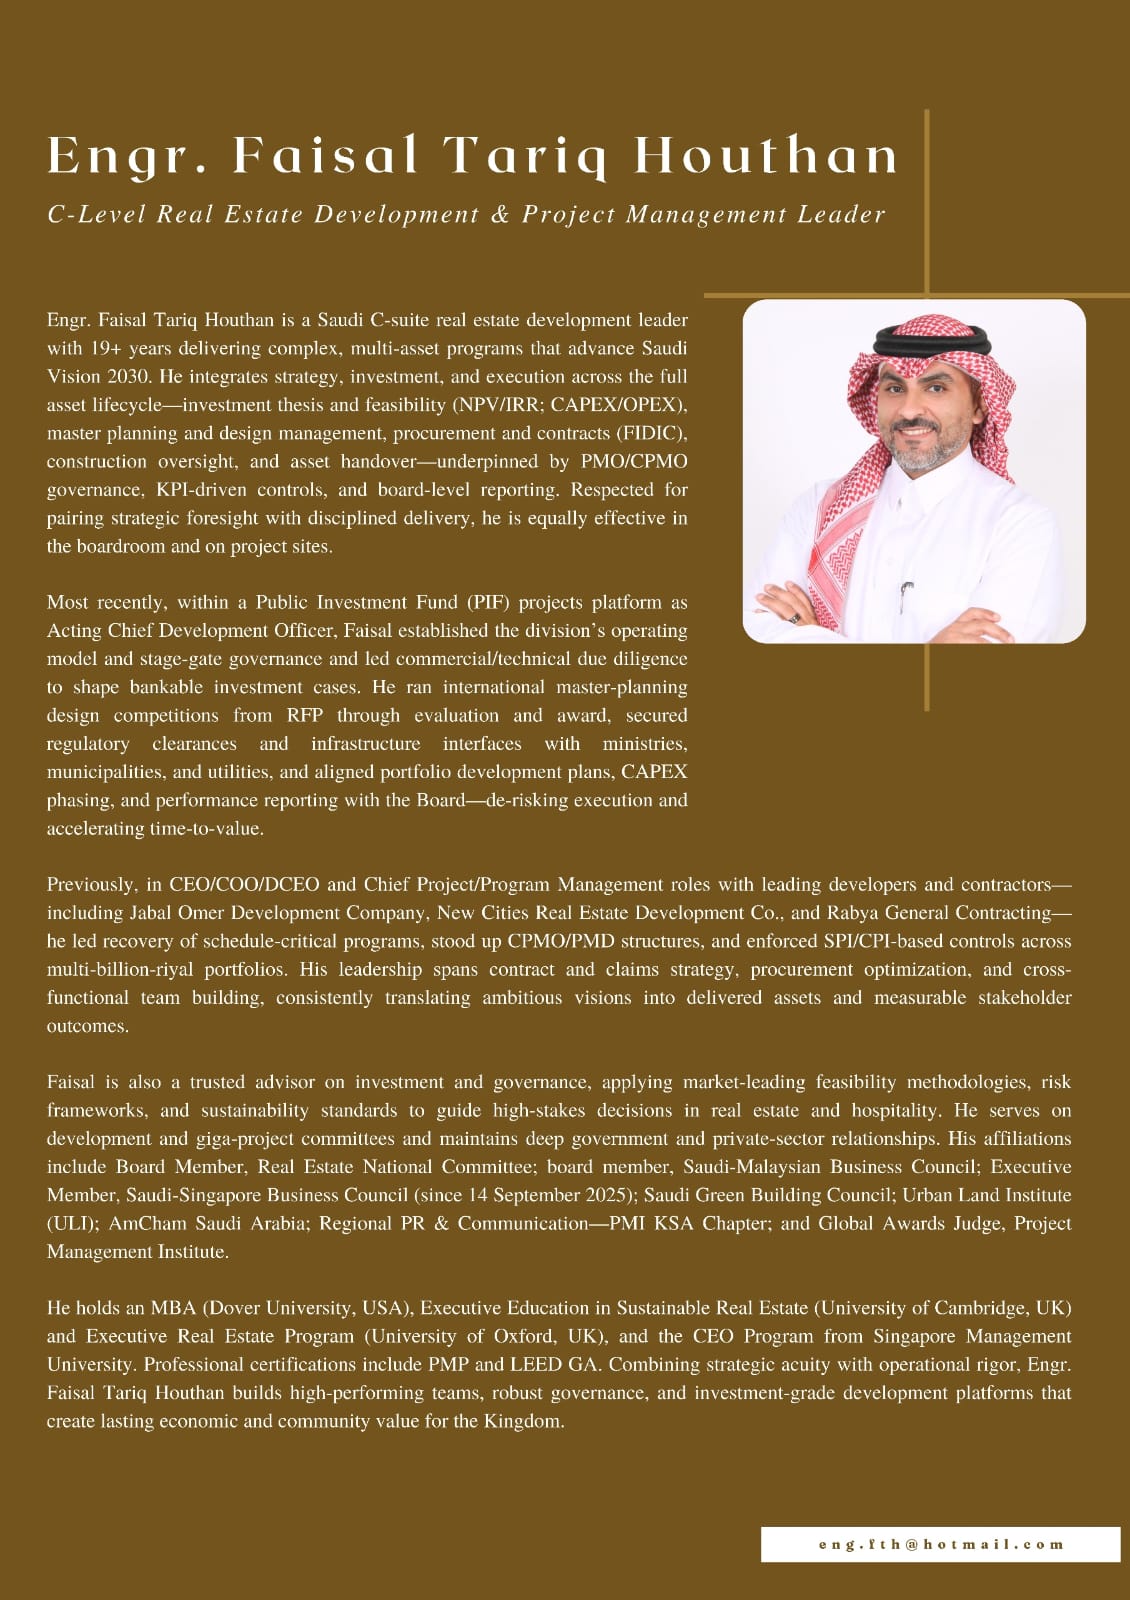 Engr. Faisal Tariq Houthan
C-Level Real Estate Development & Project Management Leader
Engr. Faisal Tariq Houthan is a Saudi C-suite real estate development leader
with 19+ years delivering complex, multi-asset programs that advance Saudi
Vision 2030. He integrates strategy, investment, and execution across the full
asset lifecycle—investment thesis and feasibility (NPV/IRR; CAPEX/OPEX),
master planning and design management, procurement and contracts (FIDIC),
construction oversight, and asset handover—underpinned by PMO/CPMO
governance, KPI-driven controls, and board-level reporting. Respected for
pairing strategic foresight with disciplined delivery, he is equally effective in
the boardroom and on project sites.
Most recently, within a Public Investment Fund (PIF) projects platform as
Acting Chief Development Officer, Faisal established the division’s operating
model and stage-gate governance and led commercial/technical due diligence
to shape bankable investment cases. He ran international master-planning
design competitions from RFP through evaluation and award, secured
regulatory clearances and infrastructure interfaces with ministries,
municipalities, and utilities, and aligned portfolio development plans, CAPEX
phasing, and performance reporting with the Board—de-risking execution and
accelerating time-to-value.
Previously, in CEO/COO/DCEO and Chief Project/Program Management roles with leading developers and contractors—
including Jabal Omer Development Company, New Cities Real Estate Development Co., and Rabya General Contracting—
he led recovery of schedule-critical programs, stood up CPMO/PMD structures, and enforced SPI/CPI-based controls across
multi-billion-riyal portfolios. His leadership spans contract and claims strategy, procurement optimization, and cross-
functional team building, consistently translating ambitious visions into delivered assets and measurable stakeholder
outcomes.
Faisal is also a trusted advisor on investment and governance, applying market-leading feasibility methodologies, risk
frameworks, and sustainability standards to guide high-stakes decisions in real estate and hospitality. He serves on
development and giga-project committees and maintains deep government and private-sector relationships. His affiliations
include Board Member, Real Estate National Committee; board member, Saudi-Malaysian Business Council; Executive
Member, Saudi-Singapore Business Council (since 14 September 2025); Saudi Green Building Council; Urban Land Institute
(ULI); AmCham Saudi Arabia; Regional PR & Communication—PMI KSA Chapter; and Global Awards Judge, Project
Management Institute.
He holds an MBA (Dover University, USA), Executive Education in Sustainable Real Estate (University of Cambridge, UK)
and Executive Real Estate Program (University of Oxford, UK), and the CEO Program from Singapore Management
University. Professional certifications include PMP and LEED GA. Combining strategic acuity with operational rigor, Engr.
Faisal Tariq Houthan builds high-performing teams, robust governance, and investment-grade development platforms that
create lasting economic and community value for the Kingdom.
eng.fth@hotmail.com